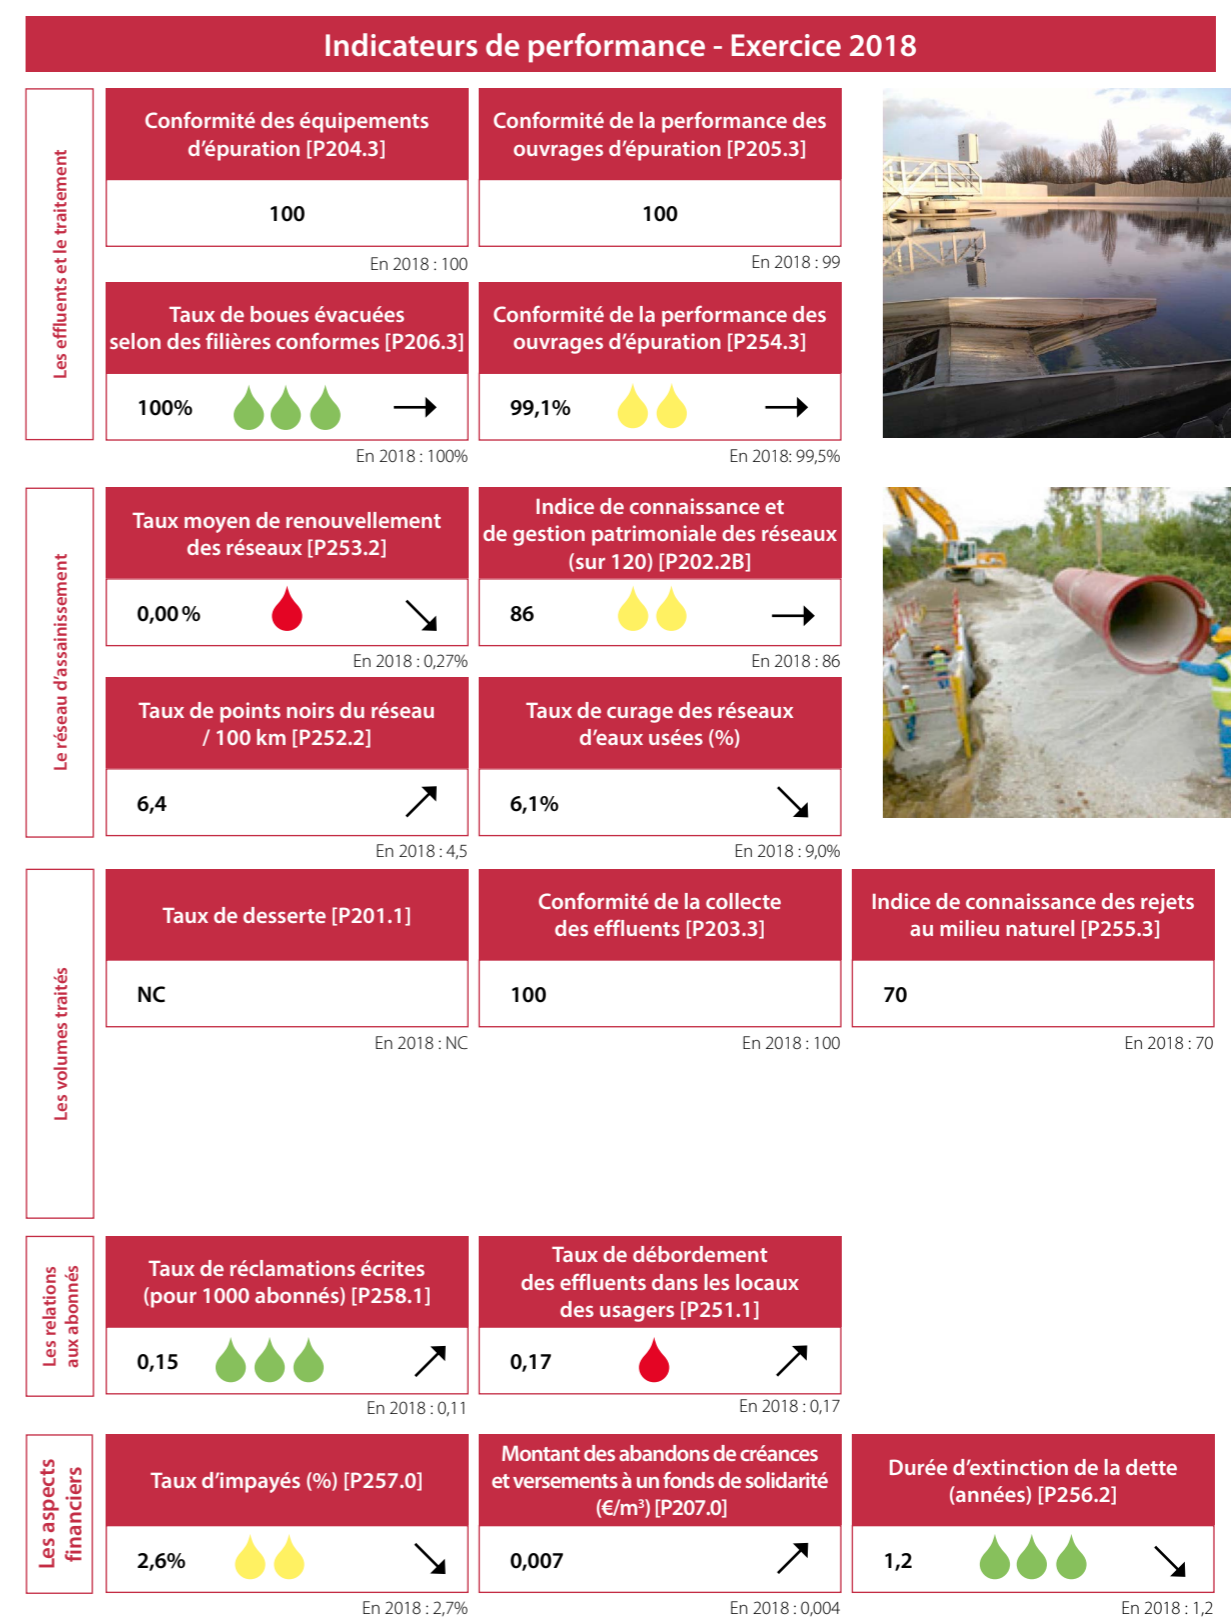 Indicateurs de performance - Exercice 2018
Les effluents et le traitement
Conformité des équipements
d'épuration [P204.3]
100
En 2018 : 100
Conformité de la performance des
ouvrages d'épuration [P205.3]
100
En 2018 : 99
Taux de boues évacuées
selon des filières conformes [P206.3]
100%
En 2018 : 100%
Conformité de la performance des
ouvrages d'épuration [P254.3]
99,1%
En 2018: 99,5%
Le réseau d'assainissement
Taux moyen de renouvellement
des réseaux [P253.2]
0,00 %
En 2018 : 0,27%
Indice de connaissance et
de gestion patrimoniale des réseaux
(sur 120) [P202.2B]
86
En 2018 : 86
Taux de points noirs du réseau
/ 100 km [P252.2]
6,4
En 2018 : 4,5
Taux de curage des réseaux
d'eaux usées (%)
6,1%
En 2018 : 9,0%
Les volumes traités
Taux de desserte [P201.1]
NC
En 2018 : NC
Conformité de la collecte
des effluents [P203.3]
100
En 2018 : 100
Indice de connaissance des rejets
au milieu naturel [P255.3]
70
En 2018 : 70
Les relations
aux abonnés
Taux de réclamations écrites
(pour 1000 abonnés) [P258.1]
0,15
En 2018 : 0,11
Taux de débordement
des effluents dans les locaux
des usagers [P251.1]
0,17
En 2018 : 0,17
Les aspects
financiers
Taux d'impayés (%) [P257.0]
2,6%
En 2018 : 2,7%
Montant des abandons de créances
et versements à un fonds de solidarité
(€/m³) [P207.0]
0,007
En 2018 : 0,004
Durée d'extinction de la dette
(années) [P256.2]
1,2
En 2018 : 1,2